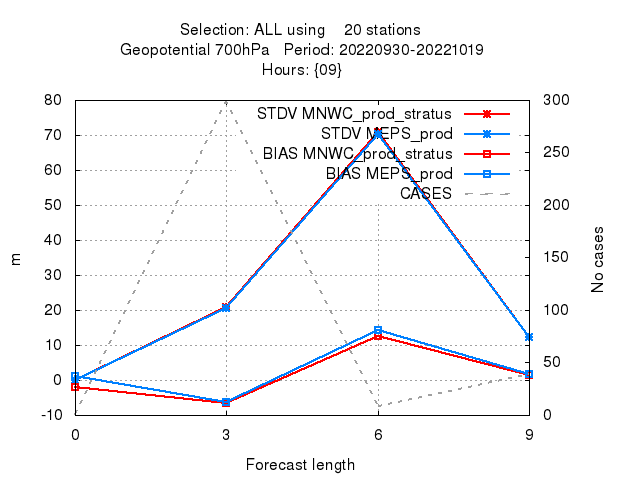 Selection: ALL using 20 stations
Geopotential 700hPa Period: 20220930-20221019
Hours: {09}
STDV MNWC_prod_stratus
STDV MEPS_prod
BIAS MNWC_prod_stratus
BIAS MEPS_prod
CASES
80
70
60
50
40
30
20
10
0
-10
m
300
250
200
150
100
50
0
No cases
0 3 6 9
Forecast length